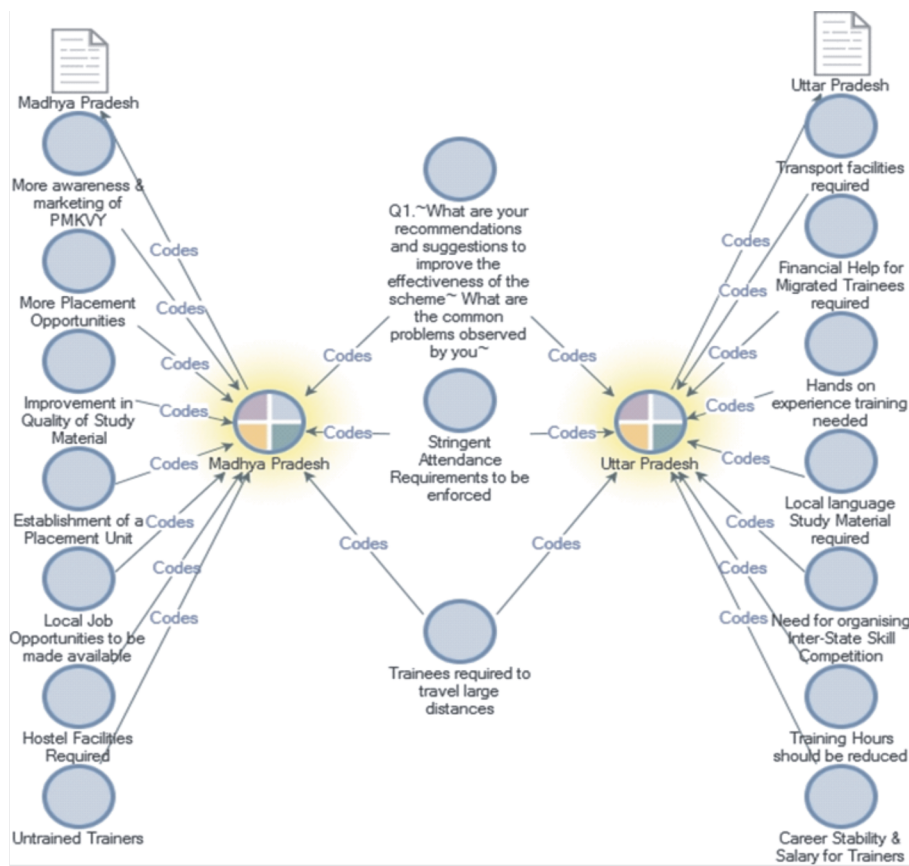 Madhya Pradesh
More awareness &
marketing of
PMKVY
More Placement
Opportunities
Improvement in
Quality of Study
Material
Establishment of a
Placement Unit
Local Job
Opportunities to be
made available
Hostel Facilities
Required
Untrained Trainers
Codes
Codes
Codes
Codes
Codes
Codes
Codes
Codes
Madhya Pradesh
Q1.~What are your
recommendations
and suggestions to
improve the
effectiveness of the
scheme~ What are
the common
problems observed
by you~
Codes
Codes
Codes
Stringent
Attendance
Requirements to be
enforced
Trainees required to
travel large
distances
Codes
Codes
Codes
Uttar Pradesh
Codes
Codes
Codes
Codes
Codes
Codes
Codes
Codes
Uttar Pradesh
Transport facilities
required
Financial Help for
Migrated Trainees
required
Hands on
experience training
needed
Local language
Study Material
required
Need for organising
Inter-State Skill
Competition
Training Hours
should be reduced
Career Stability &
Salary for Trainers